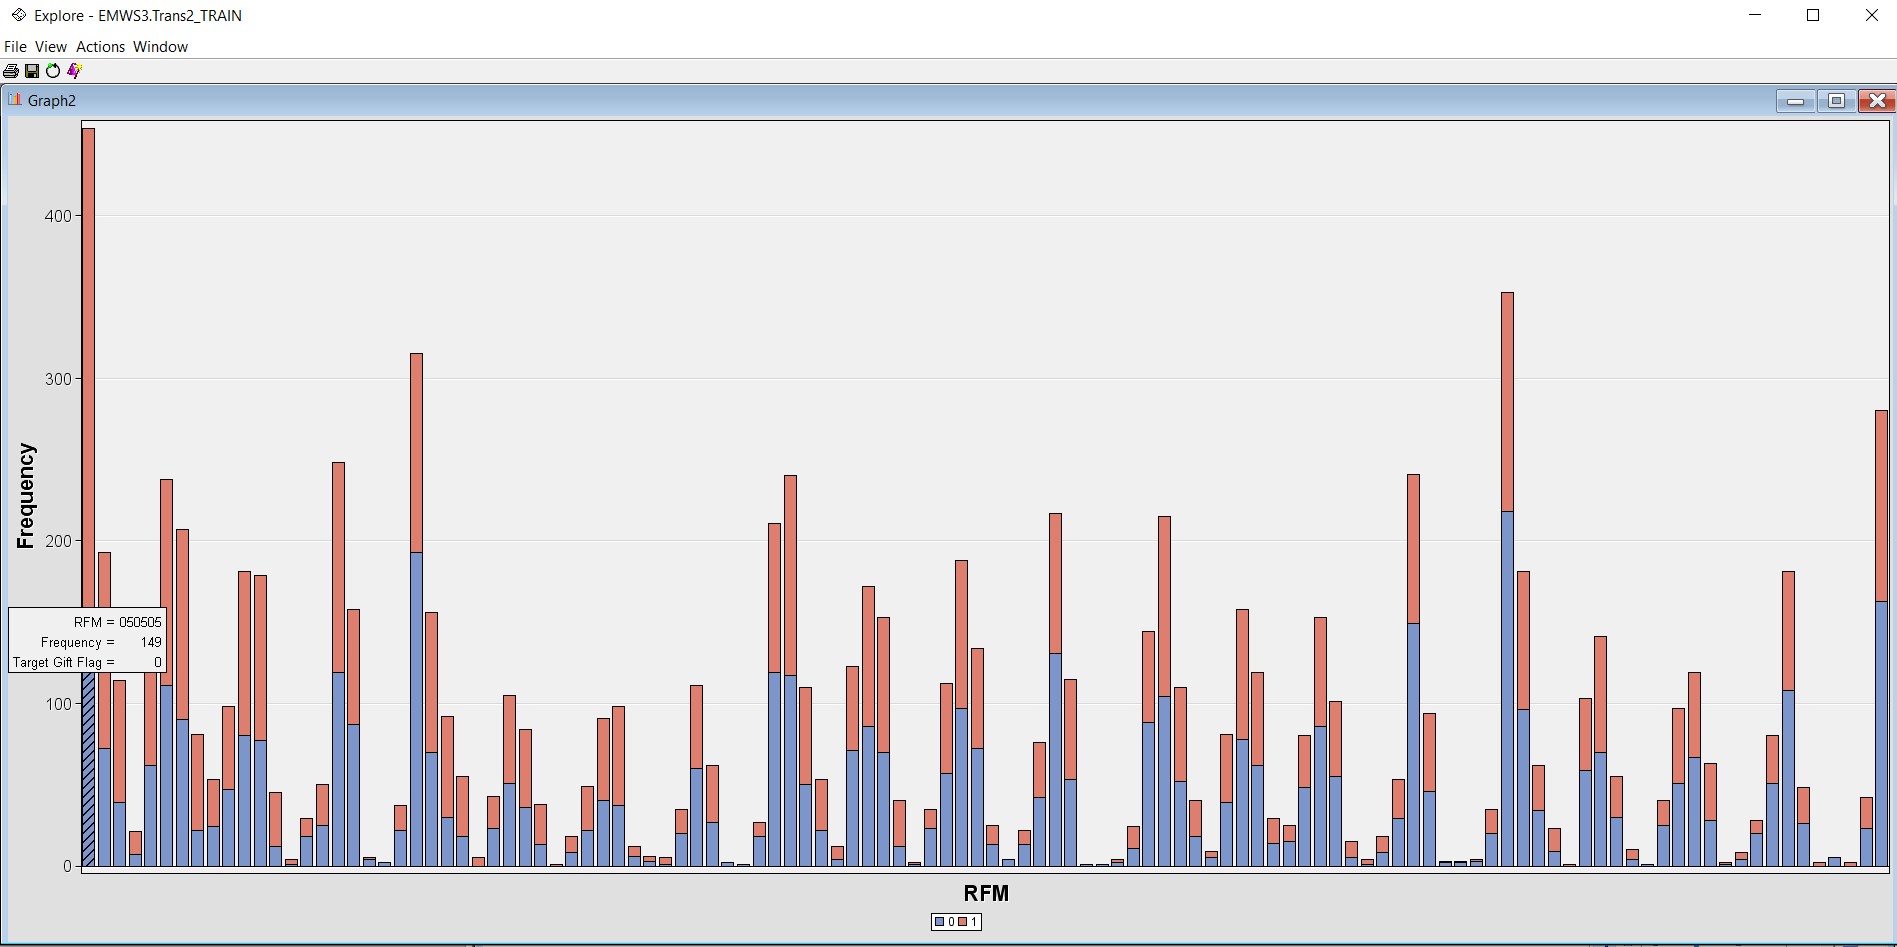 Explore - EMWS3.Trans2_TRAIN
File View Actions Window
Graph2
Frequency
400
300
200
100
0
RFM = 050505
Frequency = 149
Target Gift Flag = 0
RFM
0 1